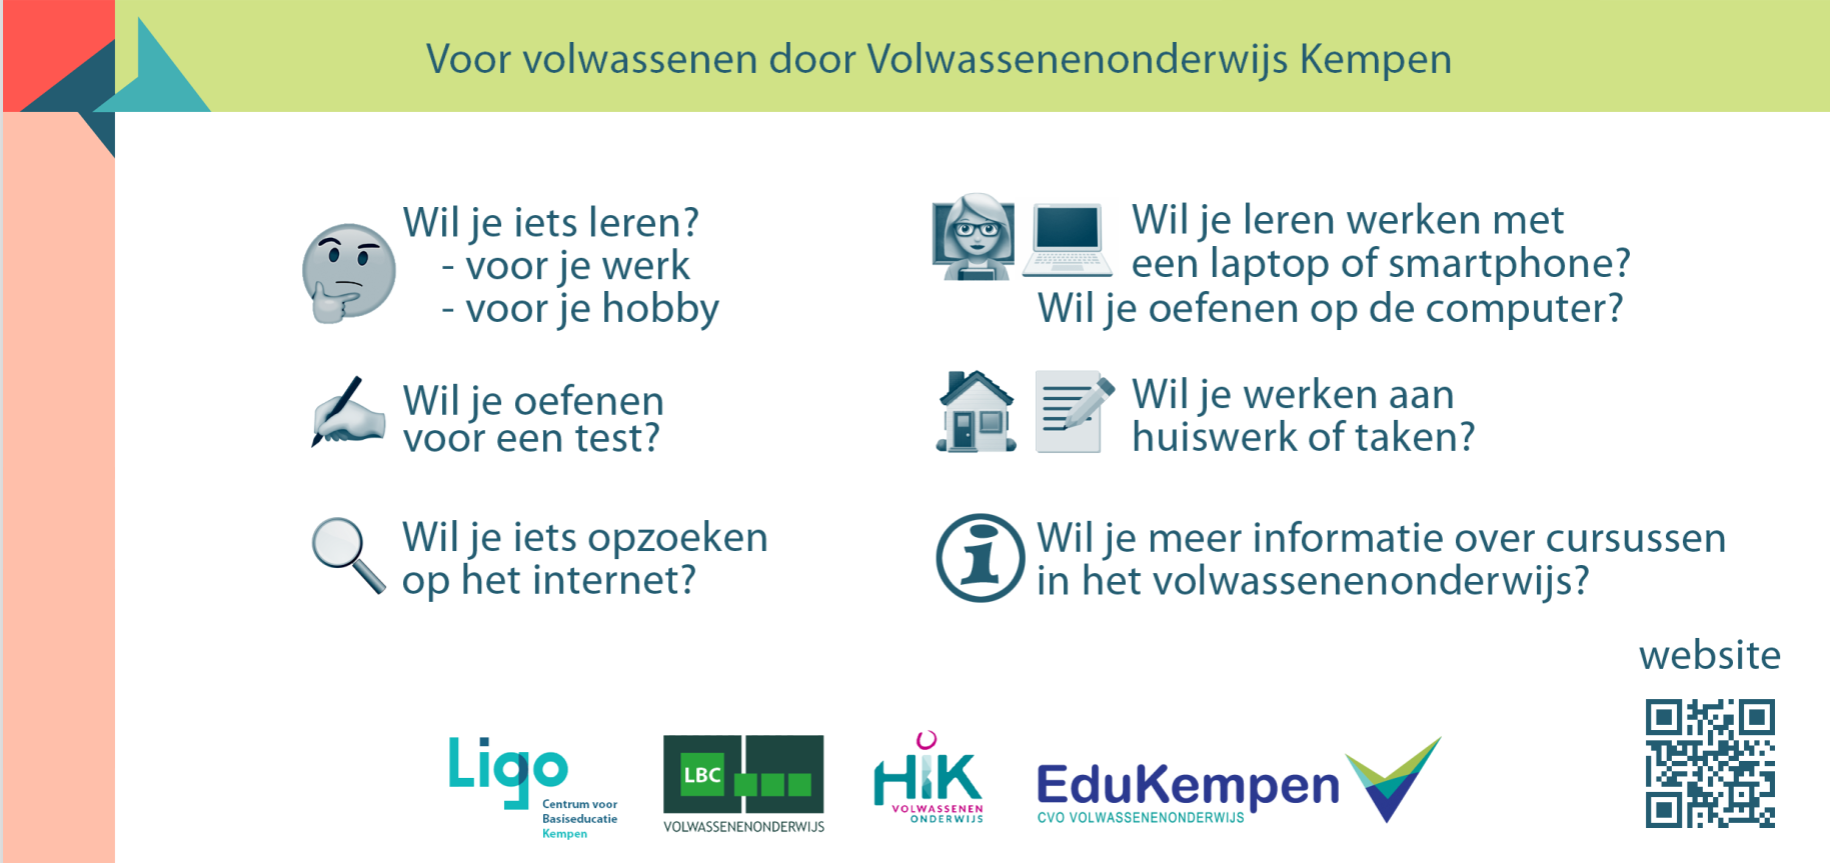 Voor volwassenen door Volwassenenonderwijs Kempen
Wil je iets leren?
- voor je werk
- voor je hobby
Wil je oefenen
voor een test?
Wil je iets opzoeken
op het internet?
Wil je leren werken met
een laptop of smartphone?
Wil je oefenen op de computer?
Wil je werken aan
huiswerk of taken?
Wil je meer informatie over cursussen
in het volwassenenonderwijs?
website
Ligo
Centrum voor
Basiseducatie
Kempen
LBC
VOLWASSENENONDERWIJS
HiK
VOLWASSENEN
ONDERWIJS
EduKempen
CVO VOLWASSENENONDERWIJS